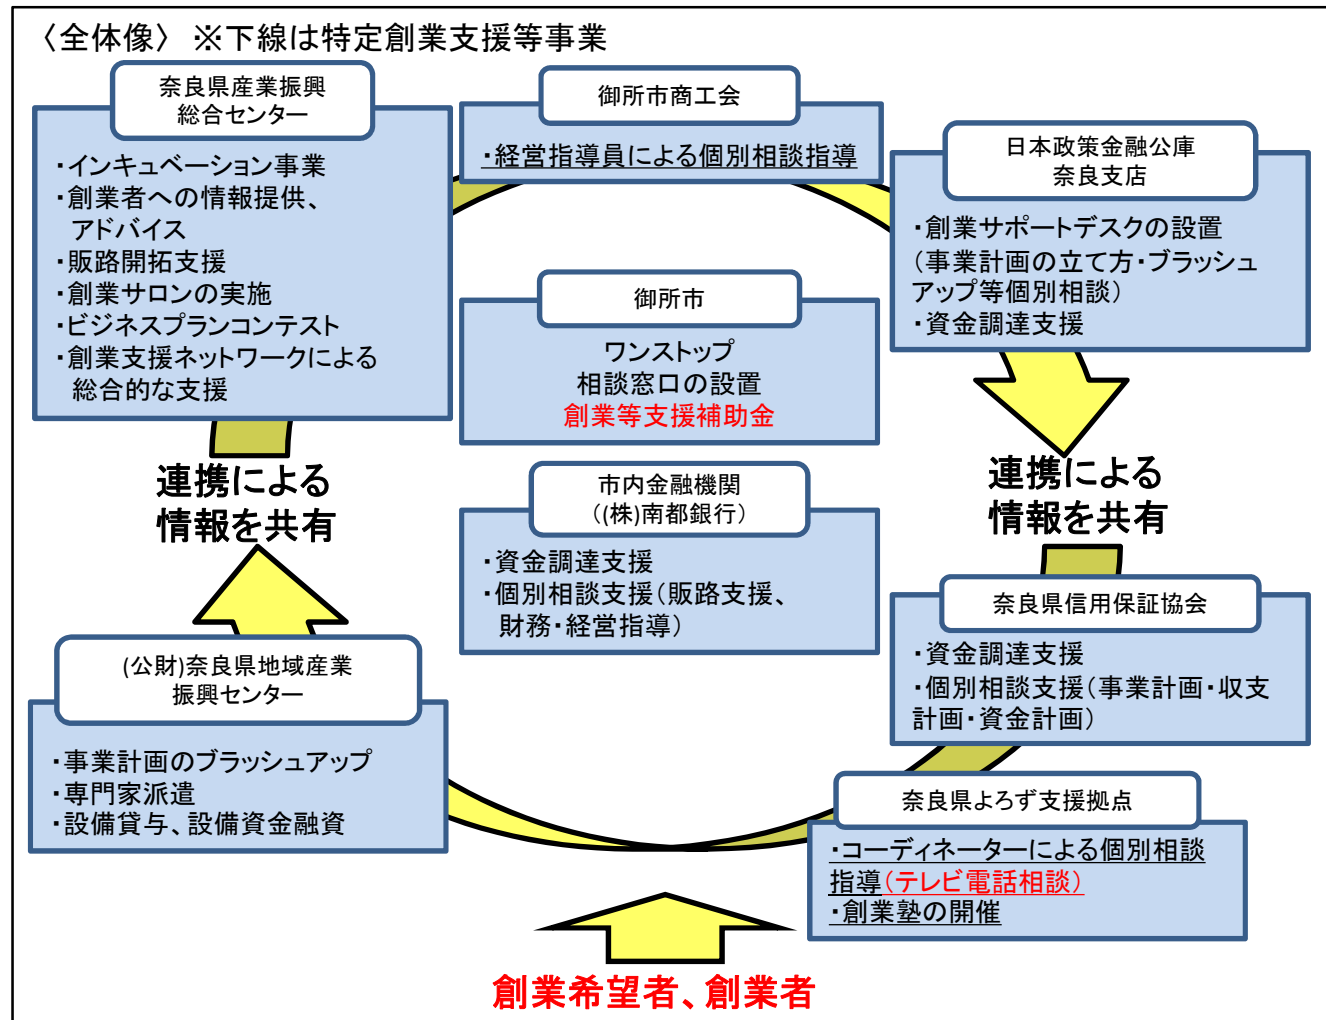 〈全体像〉 ※下線は特定創業支援等事業
奈良県産業振興
総合センター
・インキュベーション事業
・創業者への情報提供、
アドバイス
・販路開拓支援
・創業サロンの実施
・ビジネスプランコンテスト
・創業支援ネットワークによる
総合的な支援
御所市商工会
・経営指導員による個別相談指導
日本政策金融公庫
奈良支店
・創業サポートデスクの設置
（事業計画の立て方・ブラッシュ
アップ等個別相談）
・資金調達支援
御所市
ワンストップ
相談窓口の設置
創業等支援補助金
連携による
情報を共有
市内金融機関
（(株)南都銀行）
・資金調達支援
・個別相談支援（販路支援、
財務・経営指導）
連携による
情報を共有
(公財)奈良県地域産業
振興センター
・事業計画のブラッシュアップ
・専門家派遣
・設備貸与、設備資金融資
奈良県信用保証協会
・資金調達支援
・個別相談支援（事業計画・収支
計画・資金計画）
奈良県よろず支援拠点
・コーディネーターによる個別相談
指導（テレビ電話相談）
・創業塾の開催
創業希望者、創業者